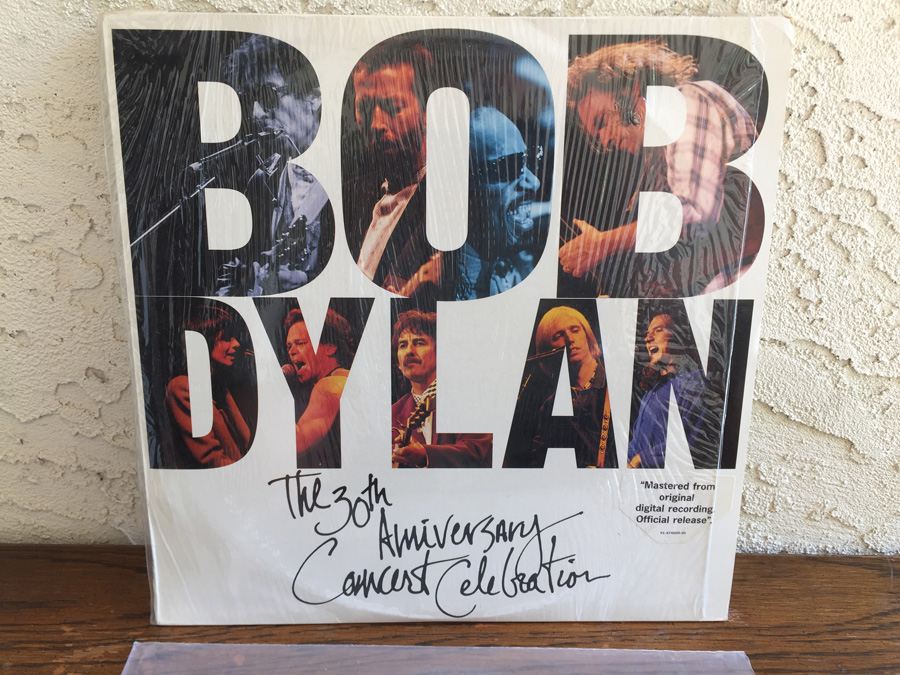 BOB
DYLAN
The 30th
Anniversary
Concert Celebration
"Mastered from
original
digital recording.
Official release".